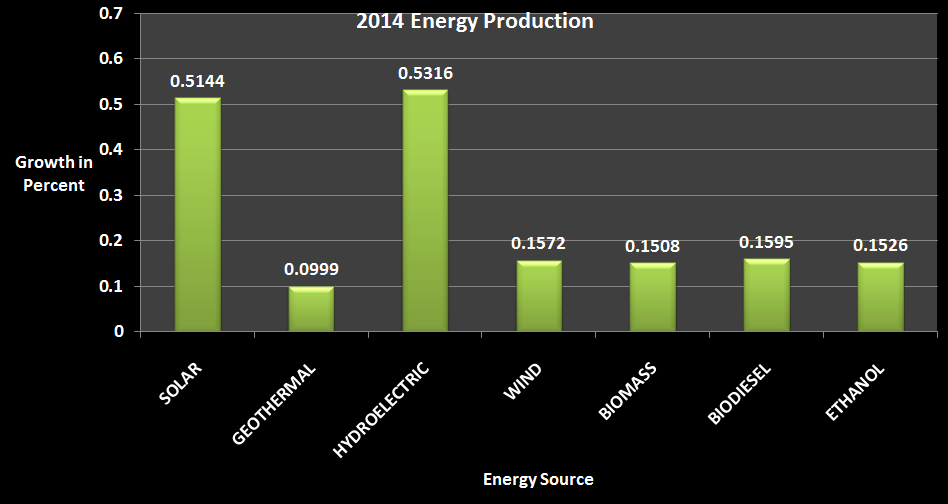 2014 Energy Production
0.7
0.6
0.5
0.4
0.3
0.2
0.1
0
Growth in
Percent
0.5144
0.0999
0.5316
0.1572
0.1508
0.1595
0.1526
SOLAR
GEOTHERMAL
HYDROELECTRIC
WIND
BIOMASS
BIODIESEL
ETHANOL
Energy Source